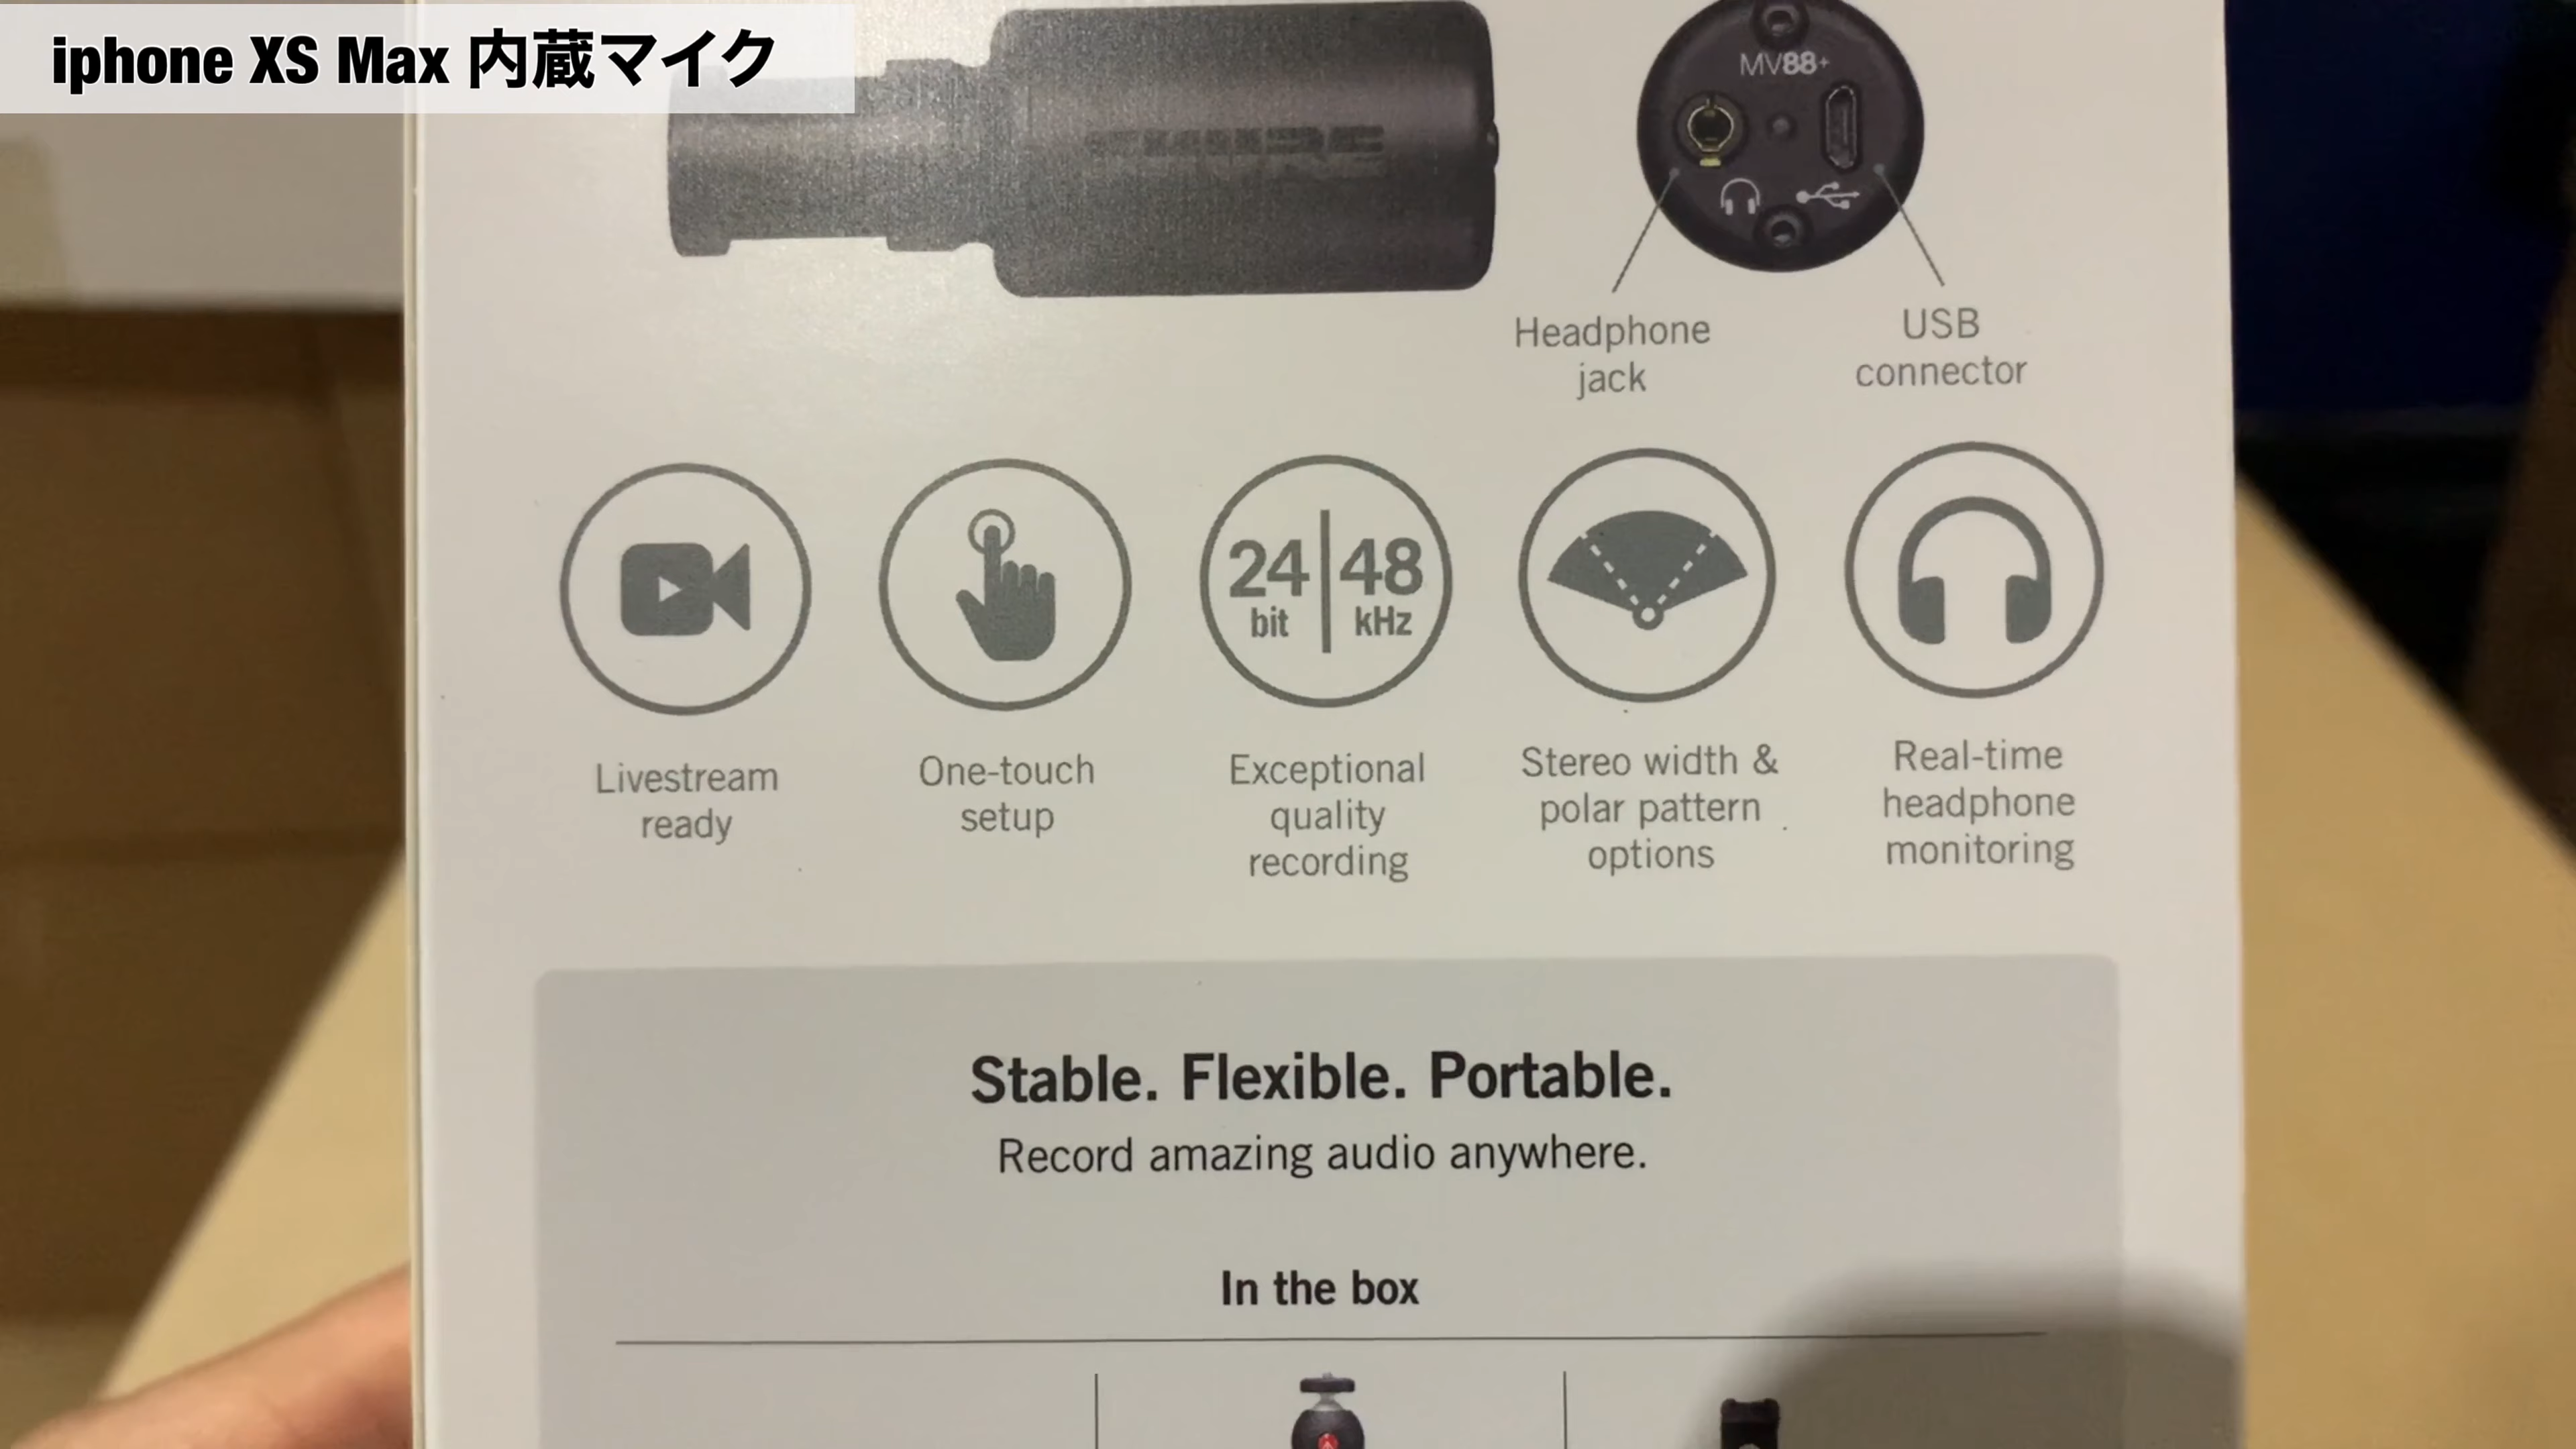 iphone XS Max 内蔵マイク
SHURE
MV88+
Headphone
jack
USB
connector
24 bit
48 kHz
Livestream
ready
One-touch
setup
Exceptional
quality
recording
Stereo width &
polar pattern
options
Real-time
headphone
monitoring
Stable. Flexible. Portable.
Record amazing audio anywhere.
In the box